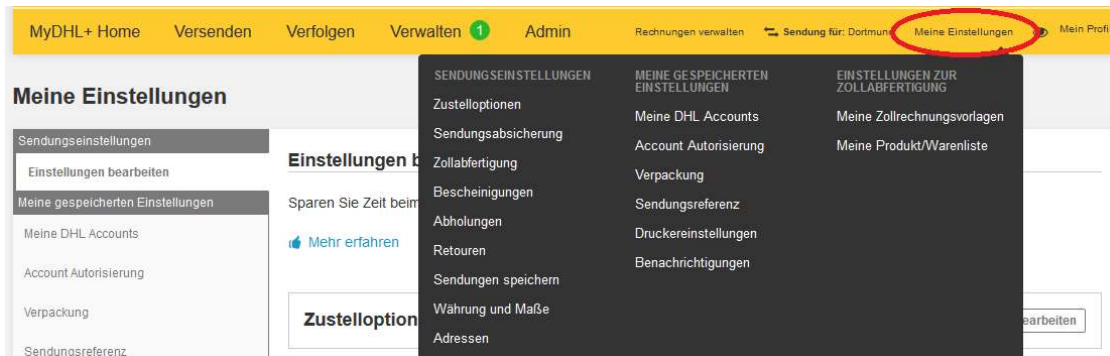 MyDHL+ Home Versenden Verfolgen Verwalten 1 Admin Rechnungen verwalten Sendung für: Dortmund Meine Einstellungen Mein Profi
Meine Einstellungen
Sendungseinstellungen
Einstellungen bearbeiten
Meine gespeicherten Einstellungen
Meine DHL Accounts
Account Autorisierung
Verpackung
Sendungsreferenz
Einstellungen b
Sparen Sie Zeit beim
Mehr erfahren
Zustelloption
earbeiten
SENDUNGSEINSTELLUNGEN
Zustelloptionen
Sendungsabsicherung
Zollabfertigung
Bescheinigungen
Abholungen
Retouren
Sendungen speichern
Währung und Maße
Adressen
MEINE GESPEICHERTEN
EINSTELLUNGEN
Meine DHL Accounts
Account Autorisierung
Verpackung
Sendungsreferenz
Druckereinstellungen
Benachrichtigungen
EINSTELLUNGEN ZUR
ZOLLABFERTIGUNG
Meine Zollrechnungsvorlagen
Meine Produkt/Warenliste